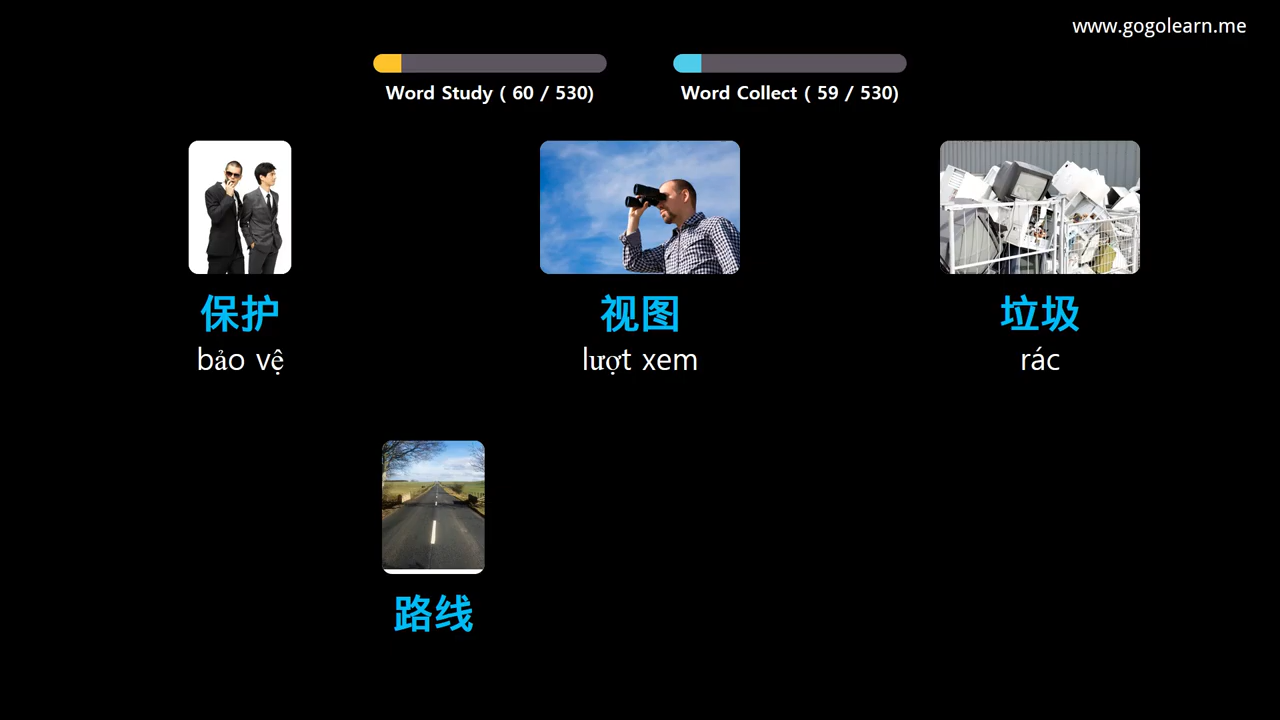 www.gogolearn.me
Word Study ( 60 / 530)
Word Collect ( 59 / 530)
保护
bảo vệ
视图
lượt xem
垃圾
rác
路线